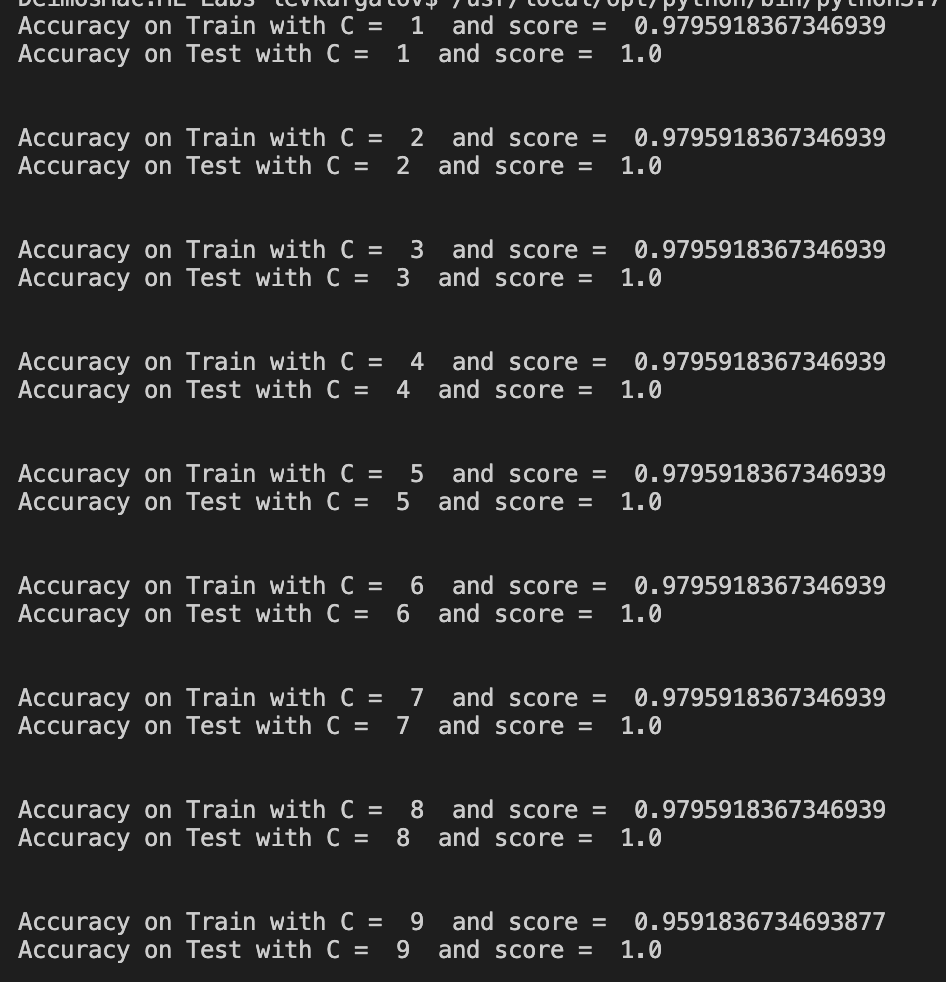 Accuracy on Train with C =  1  and score =  0.9795918367346939
Accuracy on Test with C =  1  and score =  1.0
Accuracy on Train with C =  2  and score =  0.9795918367346939
Accuracy on Test with C =  2  and score =  1.0
Accuracy on Train with C =  3  and score =  0.9795918367346939
Accuracy on Test with C =  3  and score =  1.0
Accuracy on Train with C =  4  and score =  0.9795918367346939
Accuracy on Test with C =  4  and score =  1.0
Accuracy on Train with C =  5  and score =  0.9795918367346939
Accuracy on Test with C =  5  and score =  1.0
Accuracy on Train with C =  6  and score =  0.9795918367346939
Accuracy on Test with C =  6  and score =  1.0
Accuracy on Train with C =  7  and score =  0.9795918367346939
Accuracy on Test with C =  7  and score =  1.0
Accuracy on Train with C =  8  and score =  0.9795918367346939
Accuracy on Test with C =  8  and score =  1.0
Accuracy on Train with C =  9  and score =  0.9591836734693877
Accuracy on Test with C =  9  and score =  1.0